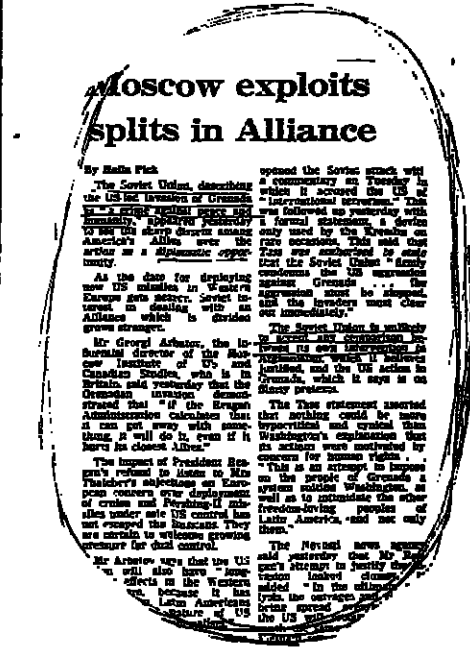 Moscow exploits
splits in Alliance
By Hella Pick
The Soviet Union, describing
the US-led invasion of Grenada
as "a crime against peace and
humanity," appeared yesterday
to see the sharp dissent among
America's Allies over the
action as a diplomatic oppor-
tunity.
As the date for deploying
new US missiles in Western
Europe gets nearer, Soviet in-
terest in dealing with an
Alliance which is divided
grows stronger.
Mr Georgi Arbatov, the in-
fluential director of the Mos-
cow Institute of US and
Canadian Studies, who is in
Britain, said yesterday that the
Grenadan invasion demon-
strated that "if the Reagan
Administration calculates that
it can get away with some-
thing, it will do it, even if it
hurts its closest Allies."
The impact of President Rea-
gan's refusal to listen to Mrs
Thatcher's objections on Euro-
pean concern over deployment
of cruise and Pershing-II mis-
siles under sole US control has
not escaped the Russians. They
are certain to welcome growing
pressure for dual control.
Mr Arbatov says that the US
will also have "long-
effects in the Western
because it has
Latin Americans
nature of US
opened the Soviet attack with
a commentary on Tuesday in
which it accused the US of
"international terrorism." This
was followed up yesterday with
a formal statement, a device
only used by the Kremlin on
rare occasions. This said that
Tass was authorised to state
that the Soviet Union "firmly
condemns the US aggression
against Grenada . . . the
aggression must be stopped,
and the invaders must clear
out immediately."
The Soviet Union is unlikely
to accept any comparison be-
tween its own intervention in
Afghanistan, which it believes
justified, and the US action in
Grenada, which it says is on
flimsy pretexts.
The Tass statement asserted
that nothing could be more
hypocritical and cynical than
Washington's explanation that
its actions were motivated by
concern for human rights . .
"This is an attempt to impose
on the people of Grenada a
system suiting Washington, as
well as to intimidate the other
freedom-loving peoples of
Latin America, and not only
them."
The Novosti news agency
said yesterday that Mr Rea-
gan's attempt to justify the in-
vasion looked clumsy,
added "In the ultimate
lysis, the outrages and
being spread
the US will